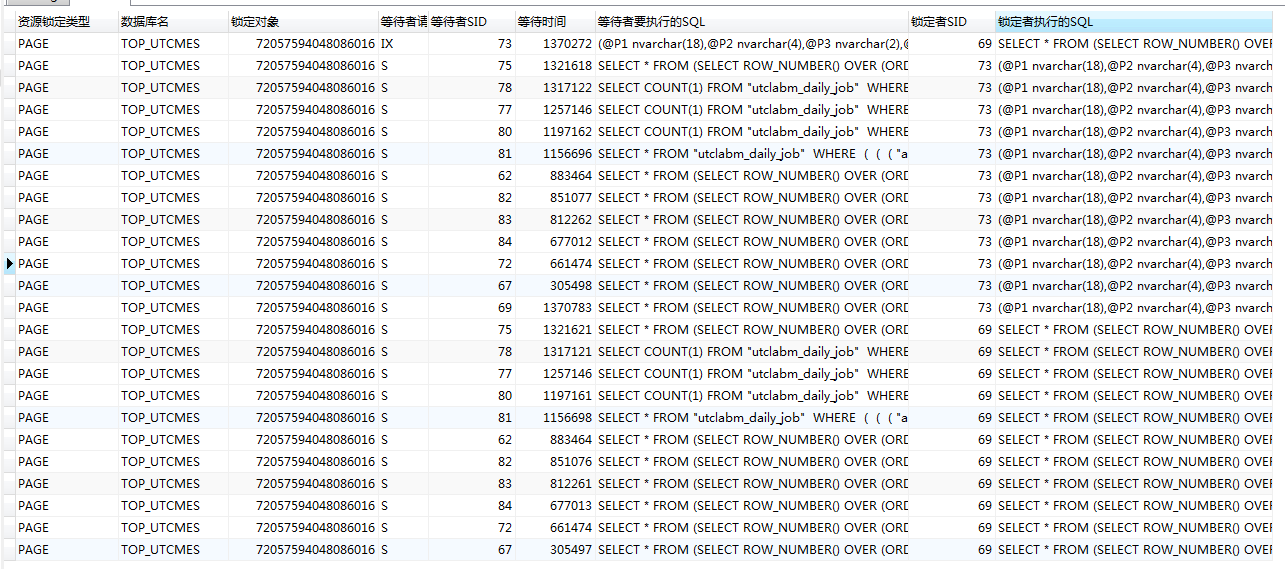 资源锁定类型 数据库名 锁定对象 等待者请 等待者SID 等待时间 等待者要执行的SQL 锁定者SID 锁定者执行的SQL
PAGE TOP_UTCMES 72057594048086016 IX 73 1370272 (@P1 nvarchar(18),@P2 nvarchar(4),@P3 nvarchar(2),@ 69 SELECT * FROM (SELECT ROW_NUMBER() OVER
PAGE TOP_UTCMES 72057594048086016 S 75 1321618 SELECT * FROM (SELECT ROW_NUMBER() OVER (ORD 73 (@P1 nvarchar(18),@P2 nvarchar(4),@P3 nvarch
PAGE TOP_UTCMES 72057594048086016 S 78 1317122 SELECT COUNT(1) FROM "utclabm_daily_job" WHERE 73 (@P1 nvarchar(18),@P2 nvarchar(4),@P3 nvarch
PAGE TOP_UTCMES 72057594048086016 S 77 1257146 SELECT COUNT(1) FROM "utclabm_daily_job" WHERE 73 (@P1 nvarchar(18),@P2 nvarchar(4),@P3 nvarch
PAGE TOP_UTCMES 72057594048086016 S 80 1197162 SELECT COUNT(1) FROM "utclabm_daily_job" WHERE 73 (@P1 nvarchar(18),@P2 nvarchar(4),@P3 nvarch
PAGE TOP_UTCMES 72057594048086016 S 81 1156696 SELECT * FROM "utclabm_daily_job" WHERE ( ( ( "a 73 (@P1 nvarchar(18),@P2 nvarchar(4),@P3 nvarch
PAGE TOP_UTCMES 72057594048086016 S 62 883464 SELECT * FROM (SELECT ROW_NUMBER() OVER (ORD 73 (@P1 nvarchar(18),@P2 nvarchar(4),@P3 nvarch
PAGE TOP_UTCMES 72057594048086016 S 82 851077 SELECT * FROM (SELECT ROW_NUMBER() OVER (ORD 73 (@P1 nvarchar(18),@P2 nvarchar(4),@P3 nvarch
PAGE TOP_UTCMES 72057594048086016 S 83 812262 SELECT * FROM (SELECT ROW_NUMBER() OVER (ORD 73 (@P1 nvarchar(18),@P2 nvarchar(4),@P3 nvarch
PAGE TOP_UTCMES 72057594048086016 S 84 677012 SELECT * FROM (SELECT ROW_NUMBER() OVER (ORD 73 (@P1 nvarchar(18),@P2 nvarchar(4),@P3 nvarch
PAGE TOP_UTCMES 72057594048086016 S 72 661474 SELECT * FROM (SELECT ROW_NUMBER() OVER (ORD 73 (@P1 nvarchar(18),@P2 nvarchar(4),@P3 nvarch
PAGE TOP_UTCMES 72057594048086016 S 67 305498 SELECT * FROM (SELECT ROW_NUMBER() OVER (ORD 73 (@P1 nvarchar(18),@P2 nvarchar(4),@P3 nvarch
PAGE TOP_UTCMES 72057594048086016 S 69 1370783 SELECT * FROM (SELECT ROW_NUMBER() OVER (ORD 73 (@P1 nvarchar(18),@P2 nvarchar(4),@P3 nvarch
PAGE TOP_UTCMES 72057594048086016 S 75 1321621 SELECT * FROM (SELECT ROW_NUMBER() OVER (ORD 69 SELECT * FROM (SELECT ROW_NUMBER() OVER
PAGE TOP_UTCMES 72057594048086016 S 78 1317121 SELECT COUNT(1) FROM "utclabm_daily_job" WHERE 69 SELECT * FROM (SELECT ROW_NUMBER() OVER
PAGE TOP_UTCMES 72057594048086016 S 77 1257146 SELECT COUNT(1) FROM "utclabm_daily_job" WHERE 69 SELECT * FROM (SELECT ROW_NUMBER() OVER
PAGE TOP_UTCMES 72057594048086016 S 80 1197161 SELECT COUNT(1) FROM "utclabm_daily_job" WHERE 69 SELECT * FROM (SELECT ROW_NUMBER() OVER
PAGE TOP_UTCMES 72057594048086016 S 81 1156698 SELECT * FROM "utclabm_daily_job" WHERE ( ( ( "a 69 SELECT * FROM (SELECT ROW_NUMBER() OVER
PAGE TOP_UTCMES 72057594048086016 S 62 883464 SELECT * FROM (SELECT ROW_NUMBER() OVER (ORD 69 SELECT * FROM (SELECT ROW_NUMBER() OVER
PAGE TOP_UTCMES 72057594048086016 S 82 851076 SELECT * FROM (SELECT ROW_NUMBER() OVER (ORD 69 SELECT * FROM (SELECT ROW_NUMBER() OVER
PAGE TOP_UTCMES 72057594048086016 S 83 812261 SELECT * FROM (SELECT ROW_NUMBER() OVER (ORD 69 SELECT * FROM (SELECT ROW_NUMBER() OVER
PAGE TOP_UTCMES 72057594048086016 S 84 677013 SELECT * FROM (SELECT ROW_NUMBER() OVER (ORD 69 SELECT * FROM (SELECT ROW_NUMBER() OVER
PAGE TOP_UTCMES 72057594048086016 S 72 661474 SELECT * FROM (SELECT ROW_NUMBER() OVER (ORD 69 SELECT * FROM (SELECT ROW_NUMBER() OVER
PAGE TOP_UTCMES 72057594048086016 S 67 305497 SELECT * FROM (SELECT ROW_NUMBER() OVER (ORD 69 SELECT * FROM (SELECT ROW_NUMBER() OVER